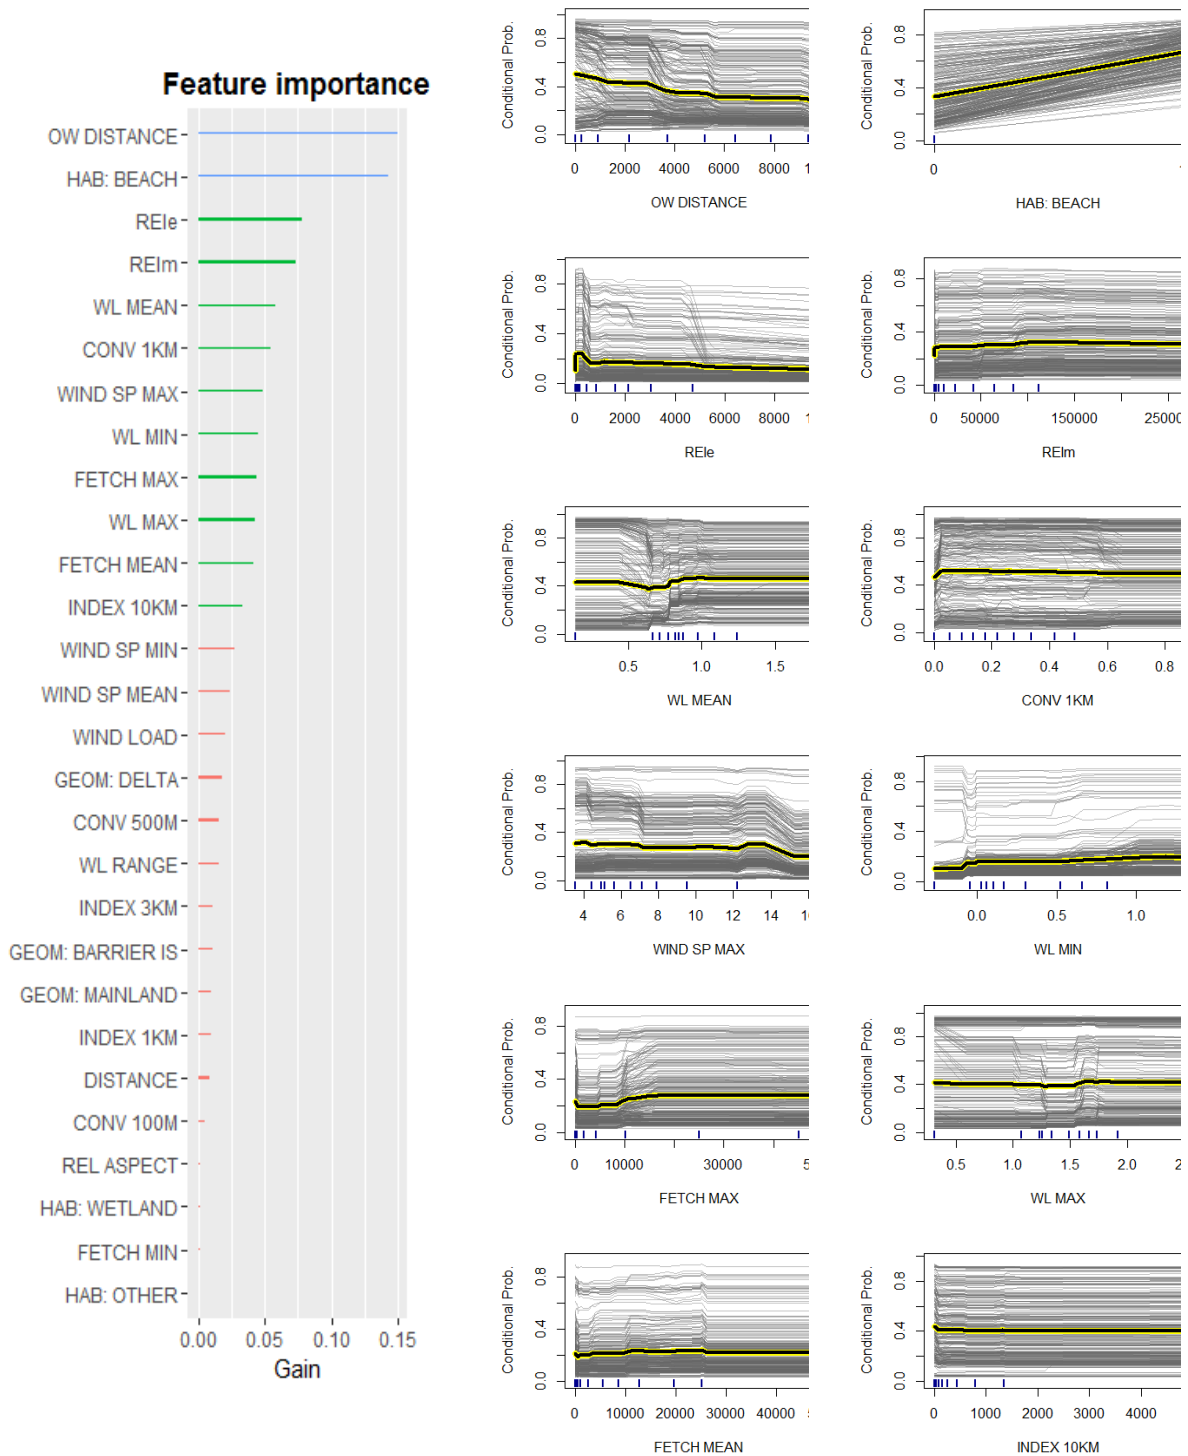 Feature importance
OW DISTANCE
HAB: BEACH
REIe
REIm
WL MEAN
CONV 1KM
WIND SP MAX
WL MIN
FETCH MAX
WL MAX
FETCH MEAN
INDEX 10KM
WIND SP MIN
WIND SP MEAN
WIND LOAD
GEOM: DELTA
CONV 500M
WL RANGE
INDEX 3KM
GEOM: BARRIER IS
GEOM: MAINLAND
INDEX 1KM
DISTANCE
CONV 100M
REL ASPECT
HAB: WETLAND
FETCH MIN
HAB: OTHER
0.00 0.05 0.10 0.15
Gain
Conditional Prob.
0.0 0.4 0.8
0 2000 4000 6000 8000
OW DISTANCE
Conditional Prob.
0.0 0.4 0.8
0
HAB: BEACH
Conditional Prob.
0.0 0.4 0.8
0 2000 4000 6000 8000
REIe
Conditional Prob.
0.0 0.4 0.8
0 50000 150000 25000
REIm
Conditional Prob.
0.0 0.4 0.8
0.5 1.0 1.5
WL MEAN
Conditional Prob.
0.0 0.4 0.8
0.0 0.2 0.4 0.6 0.8
CONV 1KM
Conditional Prob.
0.0 0.4 0.8
4 6 8 10 12 14 16
WIND SP MAX
Conditional Prob.
0.0 0.4 0.8
0.0 0.5 1.0
WL MIN
Conditional Prob.
0.0 0.4 0.8
0 10000 30000
FETCH MAX
Conditional Prob.
0.0 0.4 0.8
0.5 1.0 1.5 2.0
WL MAX
Conditional Prob.
0.0 0.4 0.8
0 10000 20000 30000 40000
FETCH MEAN
Conditional Prob.
0.0 0.4 0.8
0 1000 2000 3000 4000
INDEX 10KM